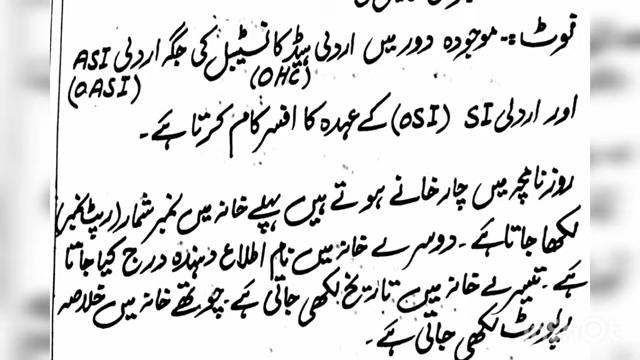 نوٹ:- موجودہ دور میں اردلی ہیڈ کانسٹیبل کی جگہ اردلی ASI
(OHC) (OASI)
اور اردلی SI (OSI) کے عہدہ کا افسر کام کرتا ہے۔
روزنامچہ میں چار خانے ہوتے ہیں پہلے خانہ میں نمبر شمار (رپٹ نمبر)
لکھا جاتا ہے۔ دوسرے خانہ میں نام اطلاع دہندہ درج کیا جاتا
ہے۔ تیسرے خانہ میں تاریخ لکھی جاتی ہے۔ چوتھے خانہ میں خلاصہ
رپورٹ لکھی جاتی ہے۔